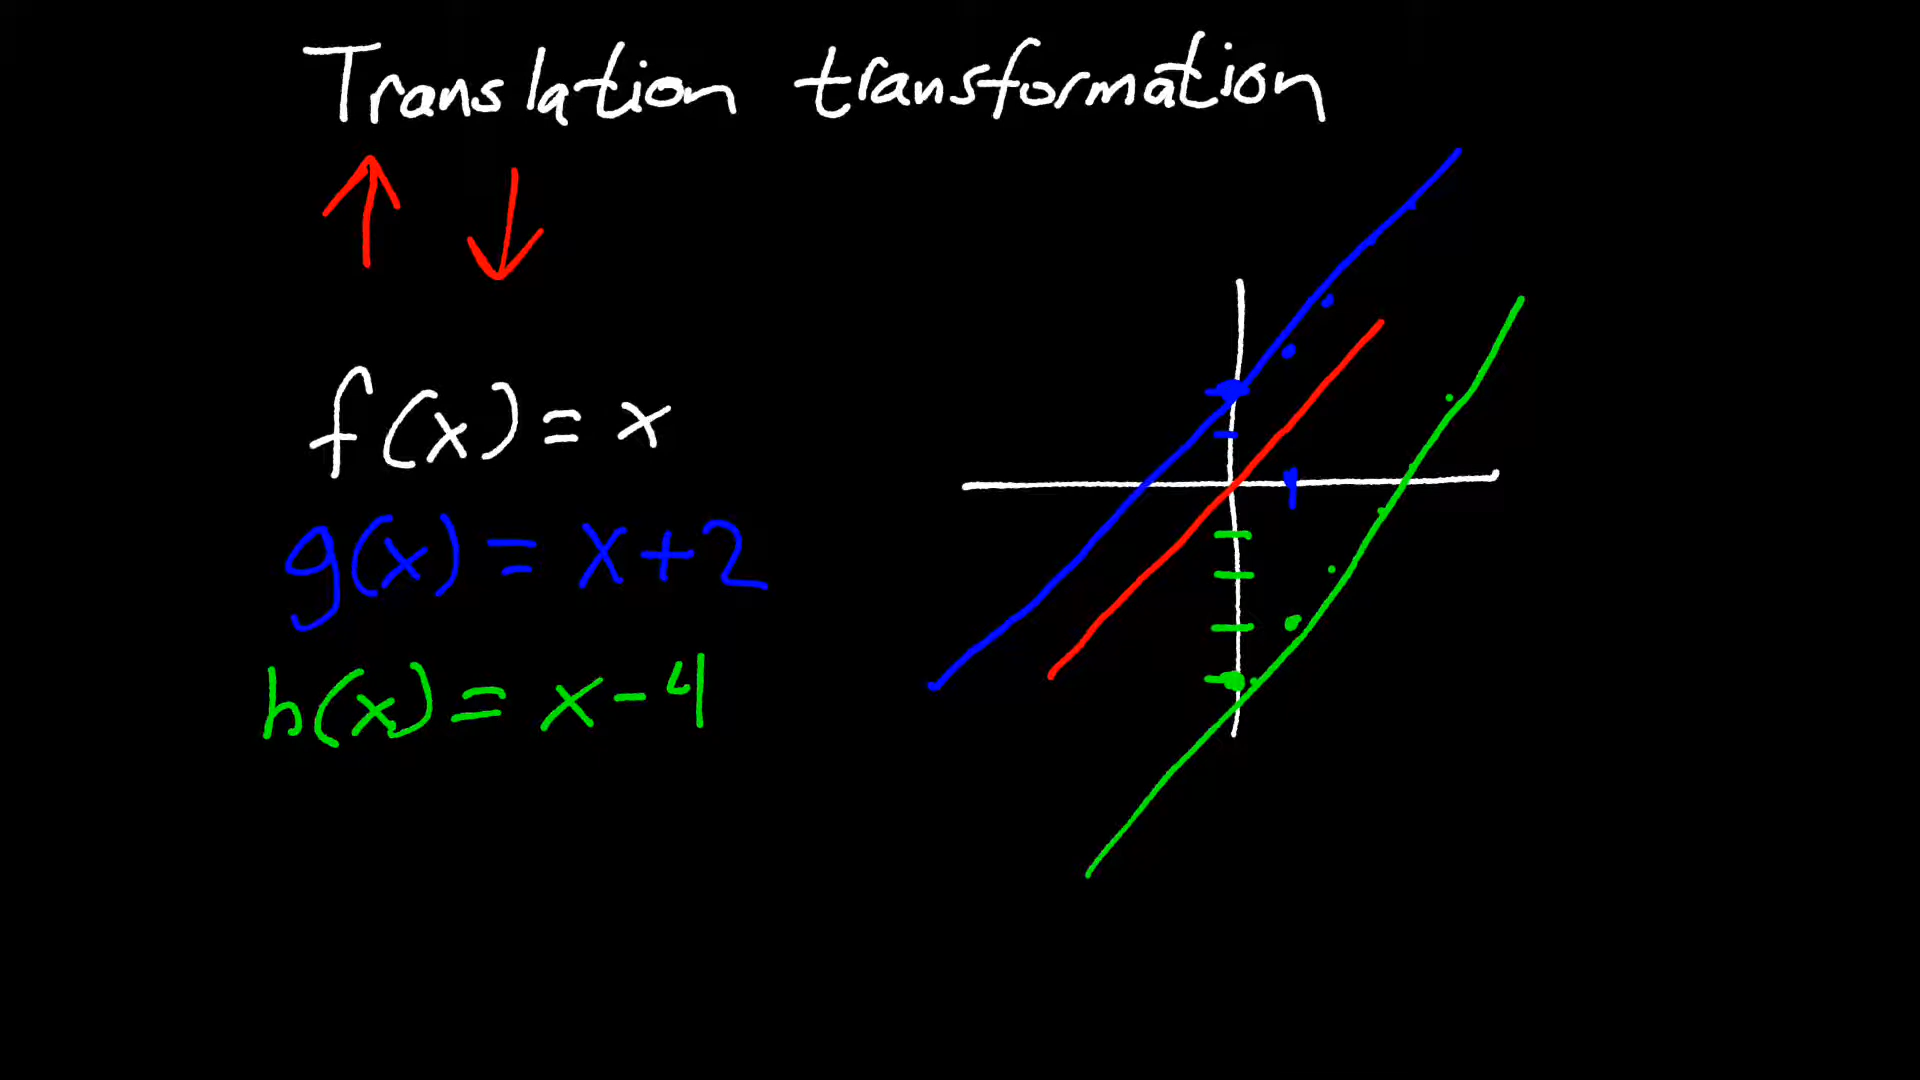 Translation transformation
f(x) = x
g(x) = x+2
h(x) = x-4